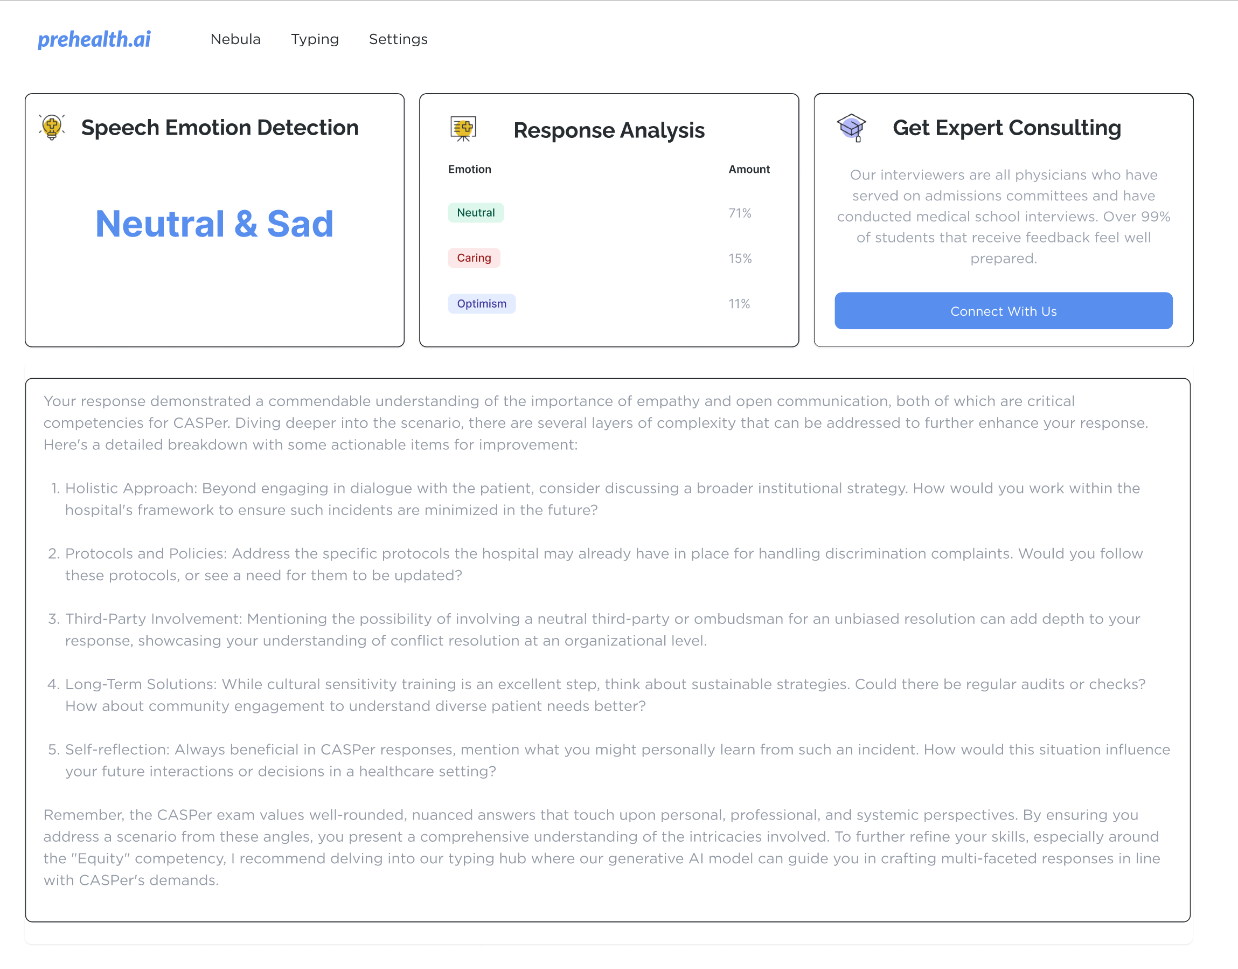 prehealth.ai
Nebula Typing Settings
Speech Emotion Detection
Neutral & Sad
Response Analysis
Emotion Amount
Neutral 71%
Caring 15%
Optimism 11%
Get Expert Consulting
Our interviewers are all physicians who have
served on admissions committees and have
conducted medical school interviews. Over 99%
of students that receive feedback feel well
prepared.
Connect With Us
Your response demonstrated a commendable understanding of the importance of empathy and open communication, both of which are critical
competencies for CASPer. Diving deeper into the scenario, there are several layers of complexity that can be addressed to further enhance your response.
Here's a detailed breakdown with some actionable items for improvement:
1. Holistic Approach: Beyond engaging in dialogue with the patient, consider discussing a broader institutional strategy. How would you work within the
hospital's framework to ensure such incidents are minimized in the future?
2. Protocols and Policies: Address the specific protocols the hospital may already have in place for handling discrimination complaints. Would you follow
these protocols, or see a need for them to be updated?
3. Third-Party Involvement: Mentioning the possibility of involving a neutral third-party or ombudsman for an unbiased resolution can add depth to your
response, showcasing your understanding of conflict resolution at an organizational level.
4. Long-Term Solutions: While cultural sensitivity training is an excellent step, think about sustainable strategies. Could there be regular audits or checks?
How about community engagement to understand diverse patient needs better?
5. Self-reflection: Always beneficial in CASPer responses, mention what you might personally learn from such an incident. How would this situation influence
your future interactions or decisions in a healthcare setting?
Remember, the CASPer exam values well-rounded, nuanced answers that touch upon personal, professional, and systemic perspectives. By ensuring you
address a scenario from these angles, you present a comprehensive understanding of the intricacies involved. To further refine your skills, especially around
the "Equity" competency, I recommend delving into our typing hub where our generative AI model can guide you in crafting multi-faceted responses in line
with CASPer's demands.